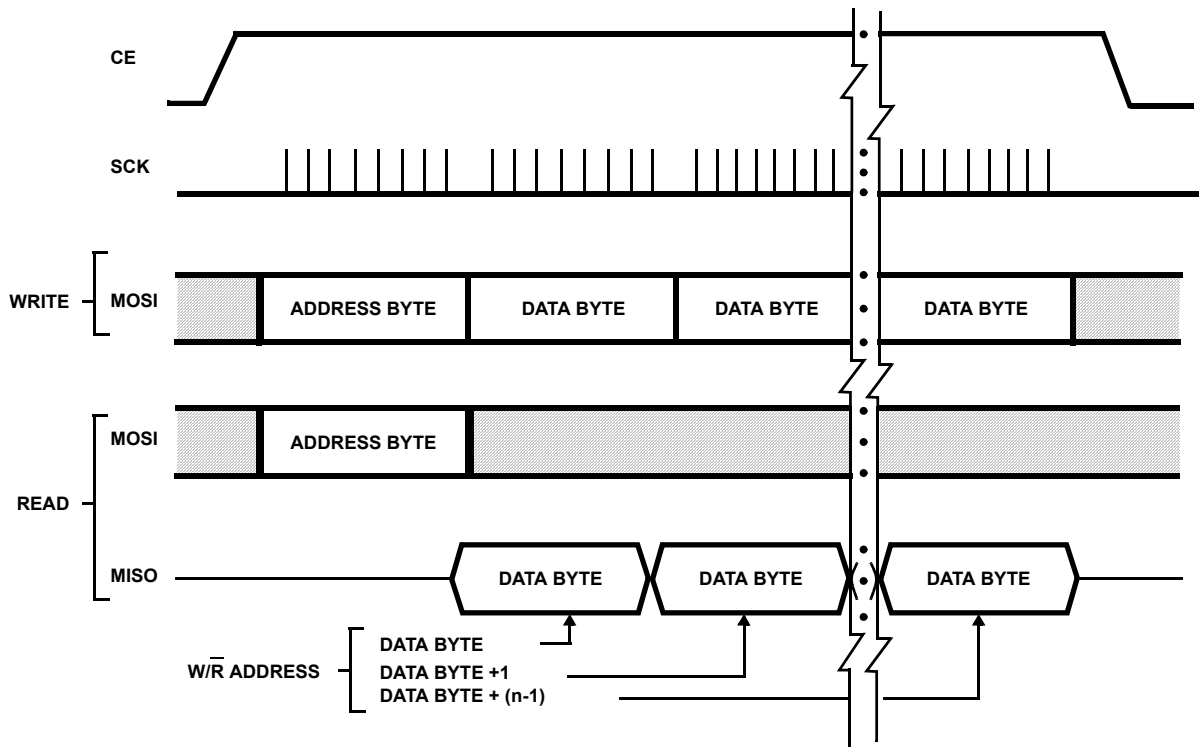 CE
SCK
WRITE MOSI ADDRESS BYTE DATA BYTE DATA BYTE DATA BYTE
MOSI ADDRESS BYTE
READ
MISO DATA BYTE DATA BYTE DATA BYTE
W/R̅ ADDRESS
DATA BYTE
DATA BYTE +1
DATA BYTE + (n-1)